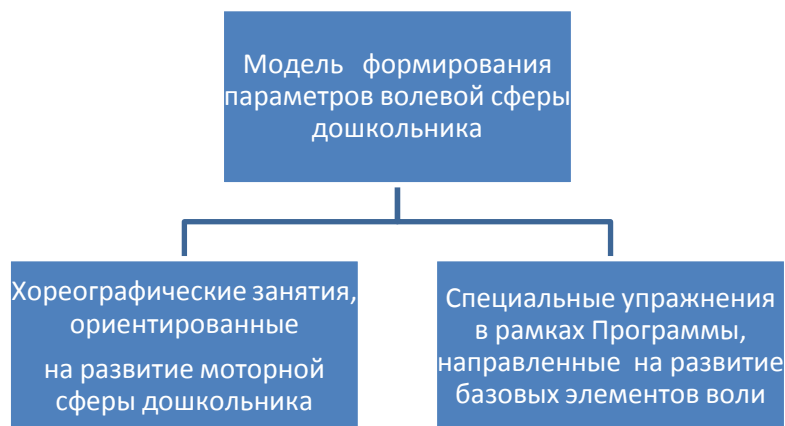 Модель формирования
параметров волевой сферы
дошкольника
Хореографические занятия,
ориентированные
на развитие моторной
сферы дошкольника
Специальные упражнения
в рамках Программы,
направленные на развитие
базовых элементов воли